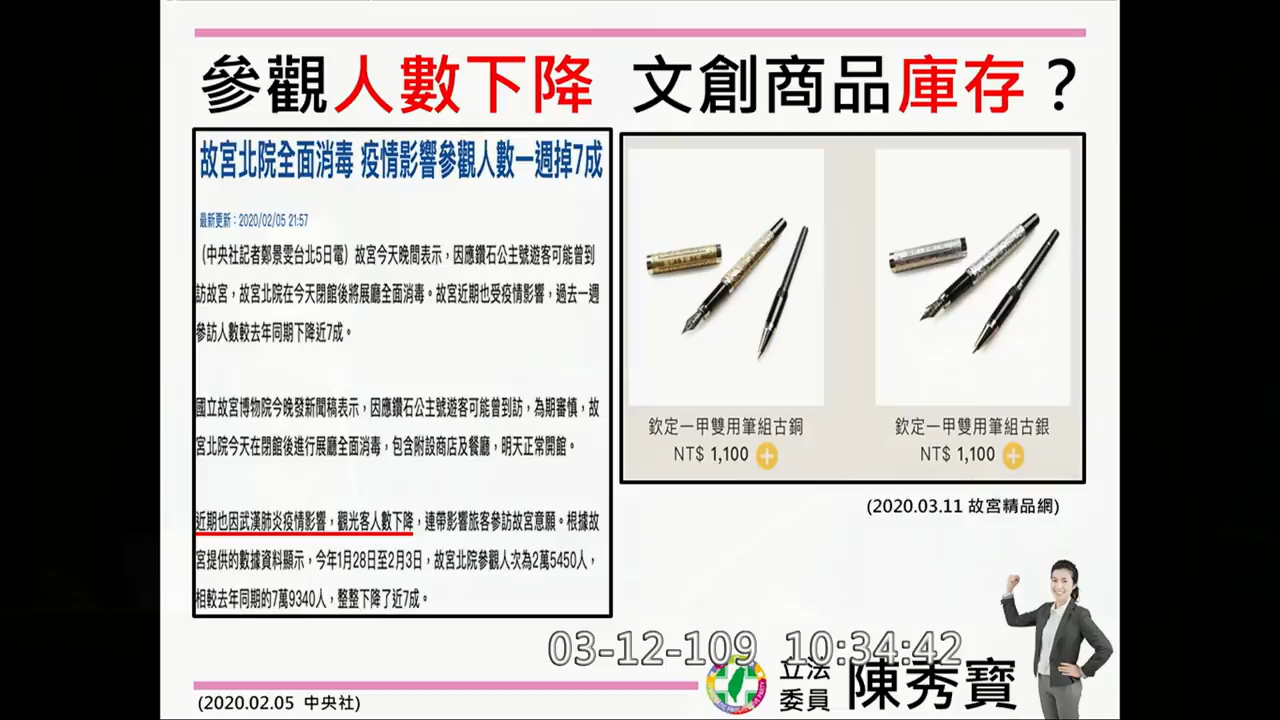 參觀人數下降 文創商品庫存？
故宮北院全面消毒 疫情影響參觀人數一週掉7成
最新更新：2020/02/05 21:57
（中央社記者鄭景雯台北5日電）故宮今天晚間表示，因應鑽石公主號遊客可能曾到
訪故宮，故宮北院在今天閉館後將展廳全面消毒。故宮近期也受疫情影響，過去一週
參訪人數較去年同期下降近7成。
國立故宮博物院今晚發新聞稿表示，因應鑽石公主號遊客可能曾到訪，為期審慎，故
宮北院今天在閉館後進行展廳全面消毒，包含附設商店及餐廳，明天正常開館。
近期也因武漢肺炎疫情影響，觀光客人數下降，連帶影響旅客參訪故宮意願。根據故
宮提供的數據資料顯示，今年1月28日至2月3日，故宮北院參觀人次為2萬5450人，
相較去年同期的7萬9340人，整整下降了近7成。
(2020.02.05 中央社)
欽定一甲雙用筆組古銅
NT$ 1,100
欽定一甲雙用筆組古銀
NT$ 1,100
(2020.03.11 故宮精品網)
03-12-109 10:34:42
立法
委員 陳秀寶